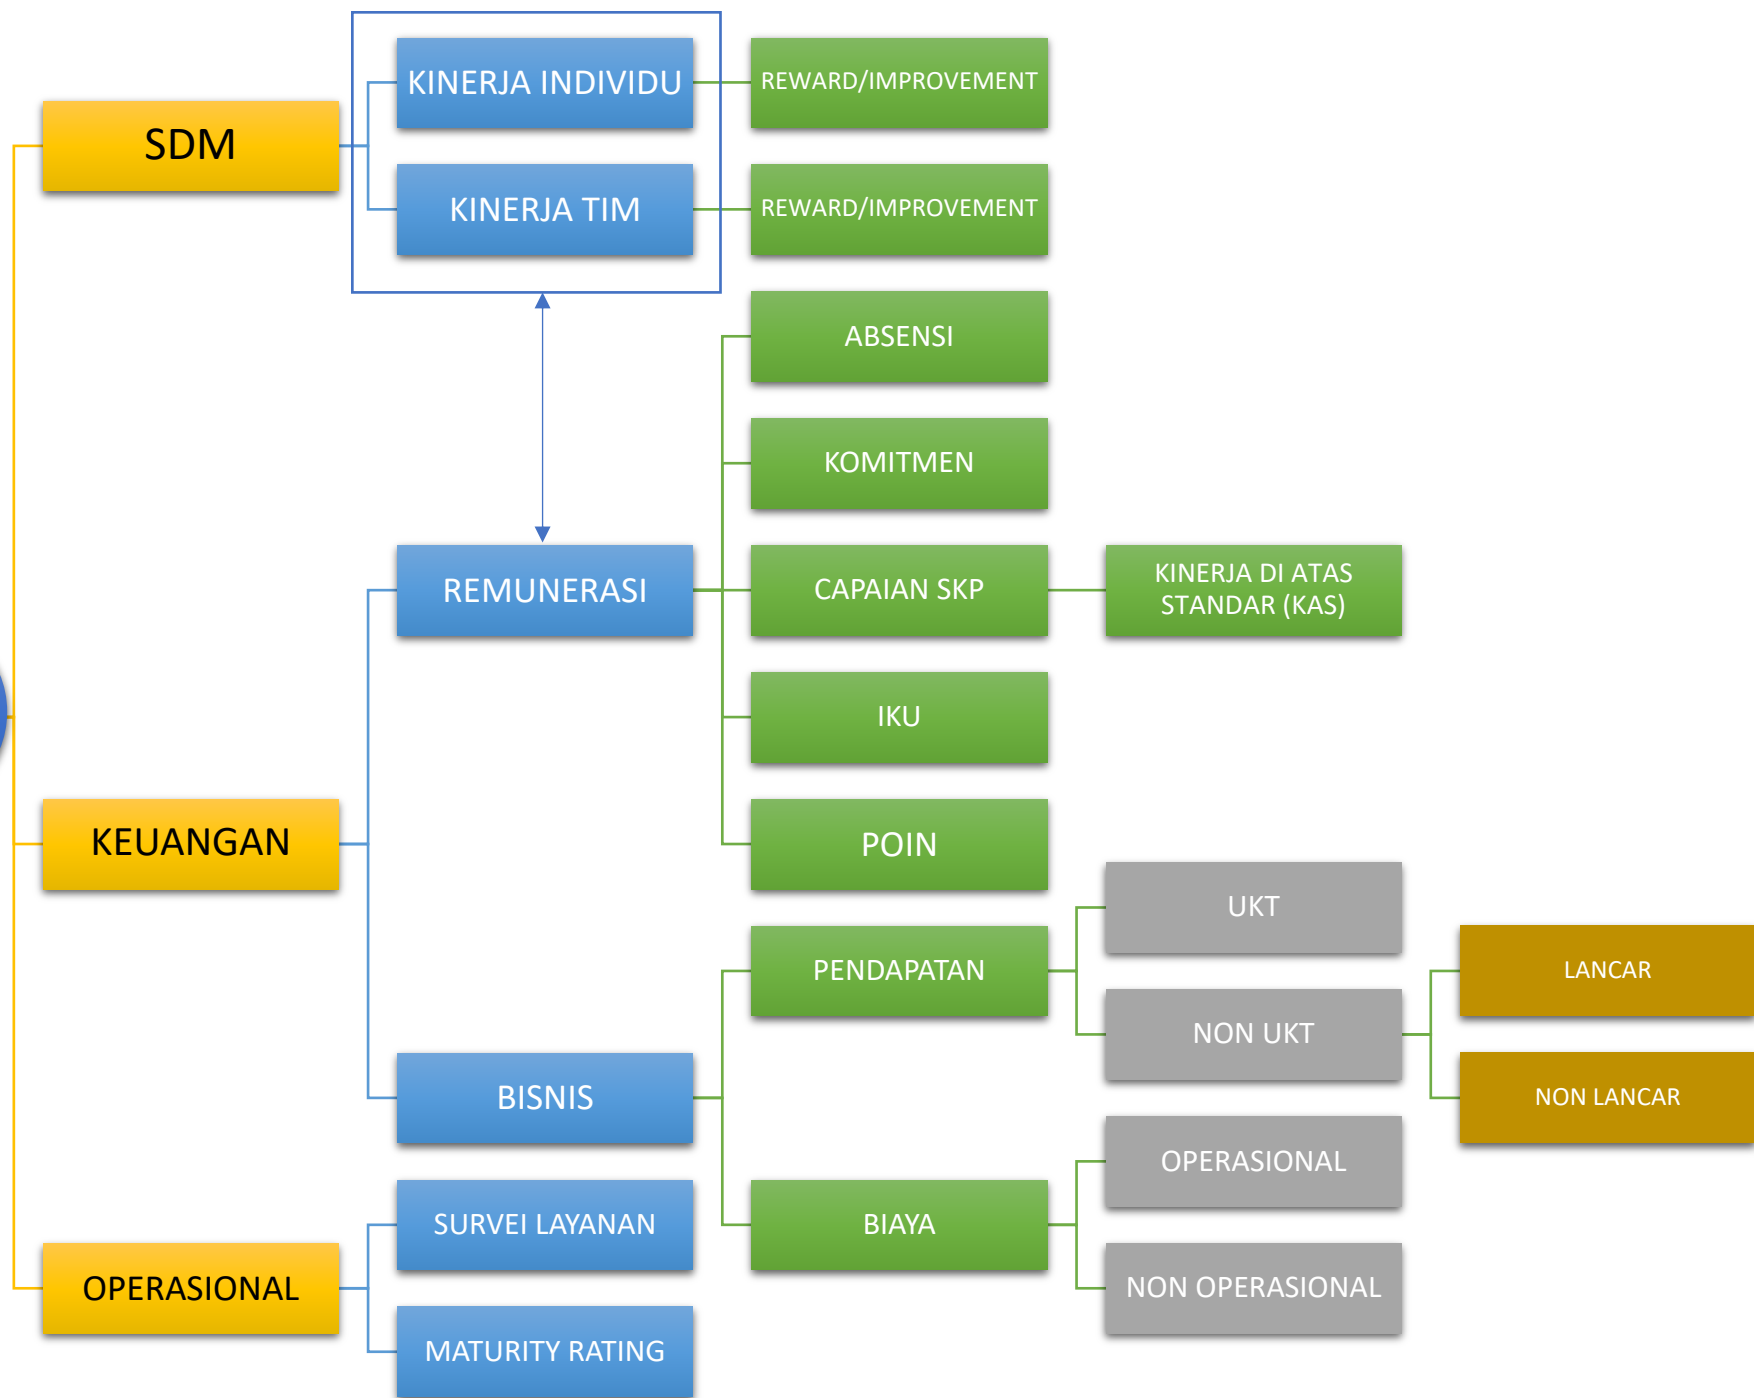 SDM
KINERJA INDIVIDU
REWARD/IMPROVEMENT
KINERJA TIM
REWARD/IMPROVEMENT
KEUANGAN
REMUNERASI
ABSENSI
KOMITMEN
CAPAIAN SKP
KINERJA DI ATAS
STANDAR (KAS)
IKU
POIN
BISNIS
PENDAPATAN
UKT
NON UKT
LANCAR
NON LANCAR
BIAYA
OPERASIONAL
NON OPERASIONAL
OPERASIONAL
SURVEI LAYANAN
MATURITY RATING